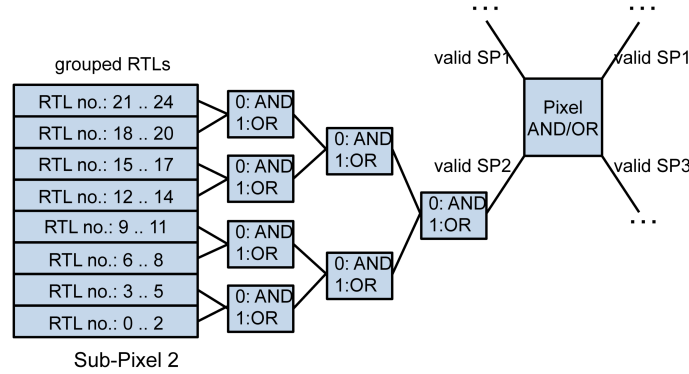 ...
...
valid SP1
valid SP1
grouped RTLs
RTL no.: 21 .. 24
RTL no.: 18 .. 20
RTL no.: 15 .. 17
RTL no.: 12 .. 14
RTL no.: 9 .. 11
RTL no.: 6 .. 8
RTL no.: 3 .. 5
RTL no.: 0 .. 2
Sub-Pixel 2
0: AND
1:OR
0: AND
1:OR
0: AND
1:OR
0: AND
1:OR
0: AND
1:OR
0: AND
1:OR
0: AND
1:OR
Pixel
AND/OR
valid SP2
valid SP3
...